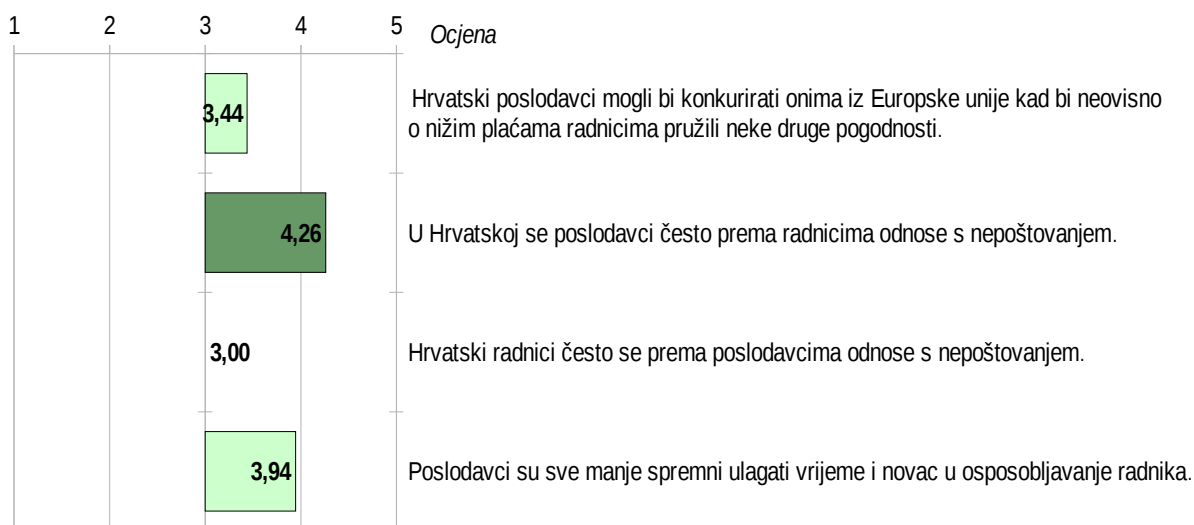 1 2 3 4 5 Ocjena
3,44
Hrvatski poslodavci mogli bi konkurirati onima iz Europske unije kad bi neovisno
o nižim plaćama radnicima pružili neke druge pogodnosti.
4,26 U Hrvatskoj se poslodavci često prema radnicima odnose s nepoštovanjem.
3,00 Hrvatski radnici često se prema poslodavcima odnose s nepoštovanjem.
3,94 Poslodavci su sve manje spremni ulagati vrijeme i novac u osposobljavanje radnika.